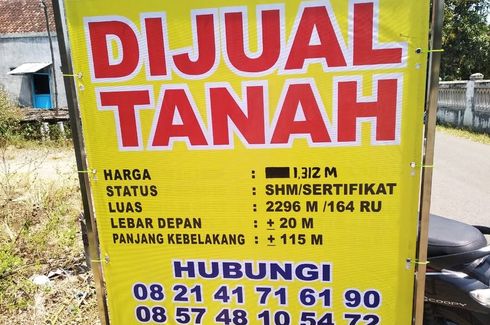 DIJUAL
TANAH
HARGA : 1,312 M
STATUS : SHM/SERTIFIKAT
LUAS : 2296 M /164 RU
LEBAR DEPAN : ± 20 M
PANJANG KEBELAKANG : ± 115 M
HUBUNGI
08 21 41 71 61 90
08 57 48 10 54 72
SCOOPY